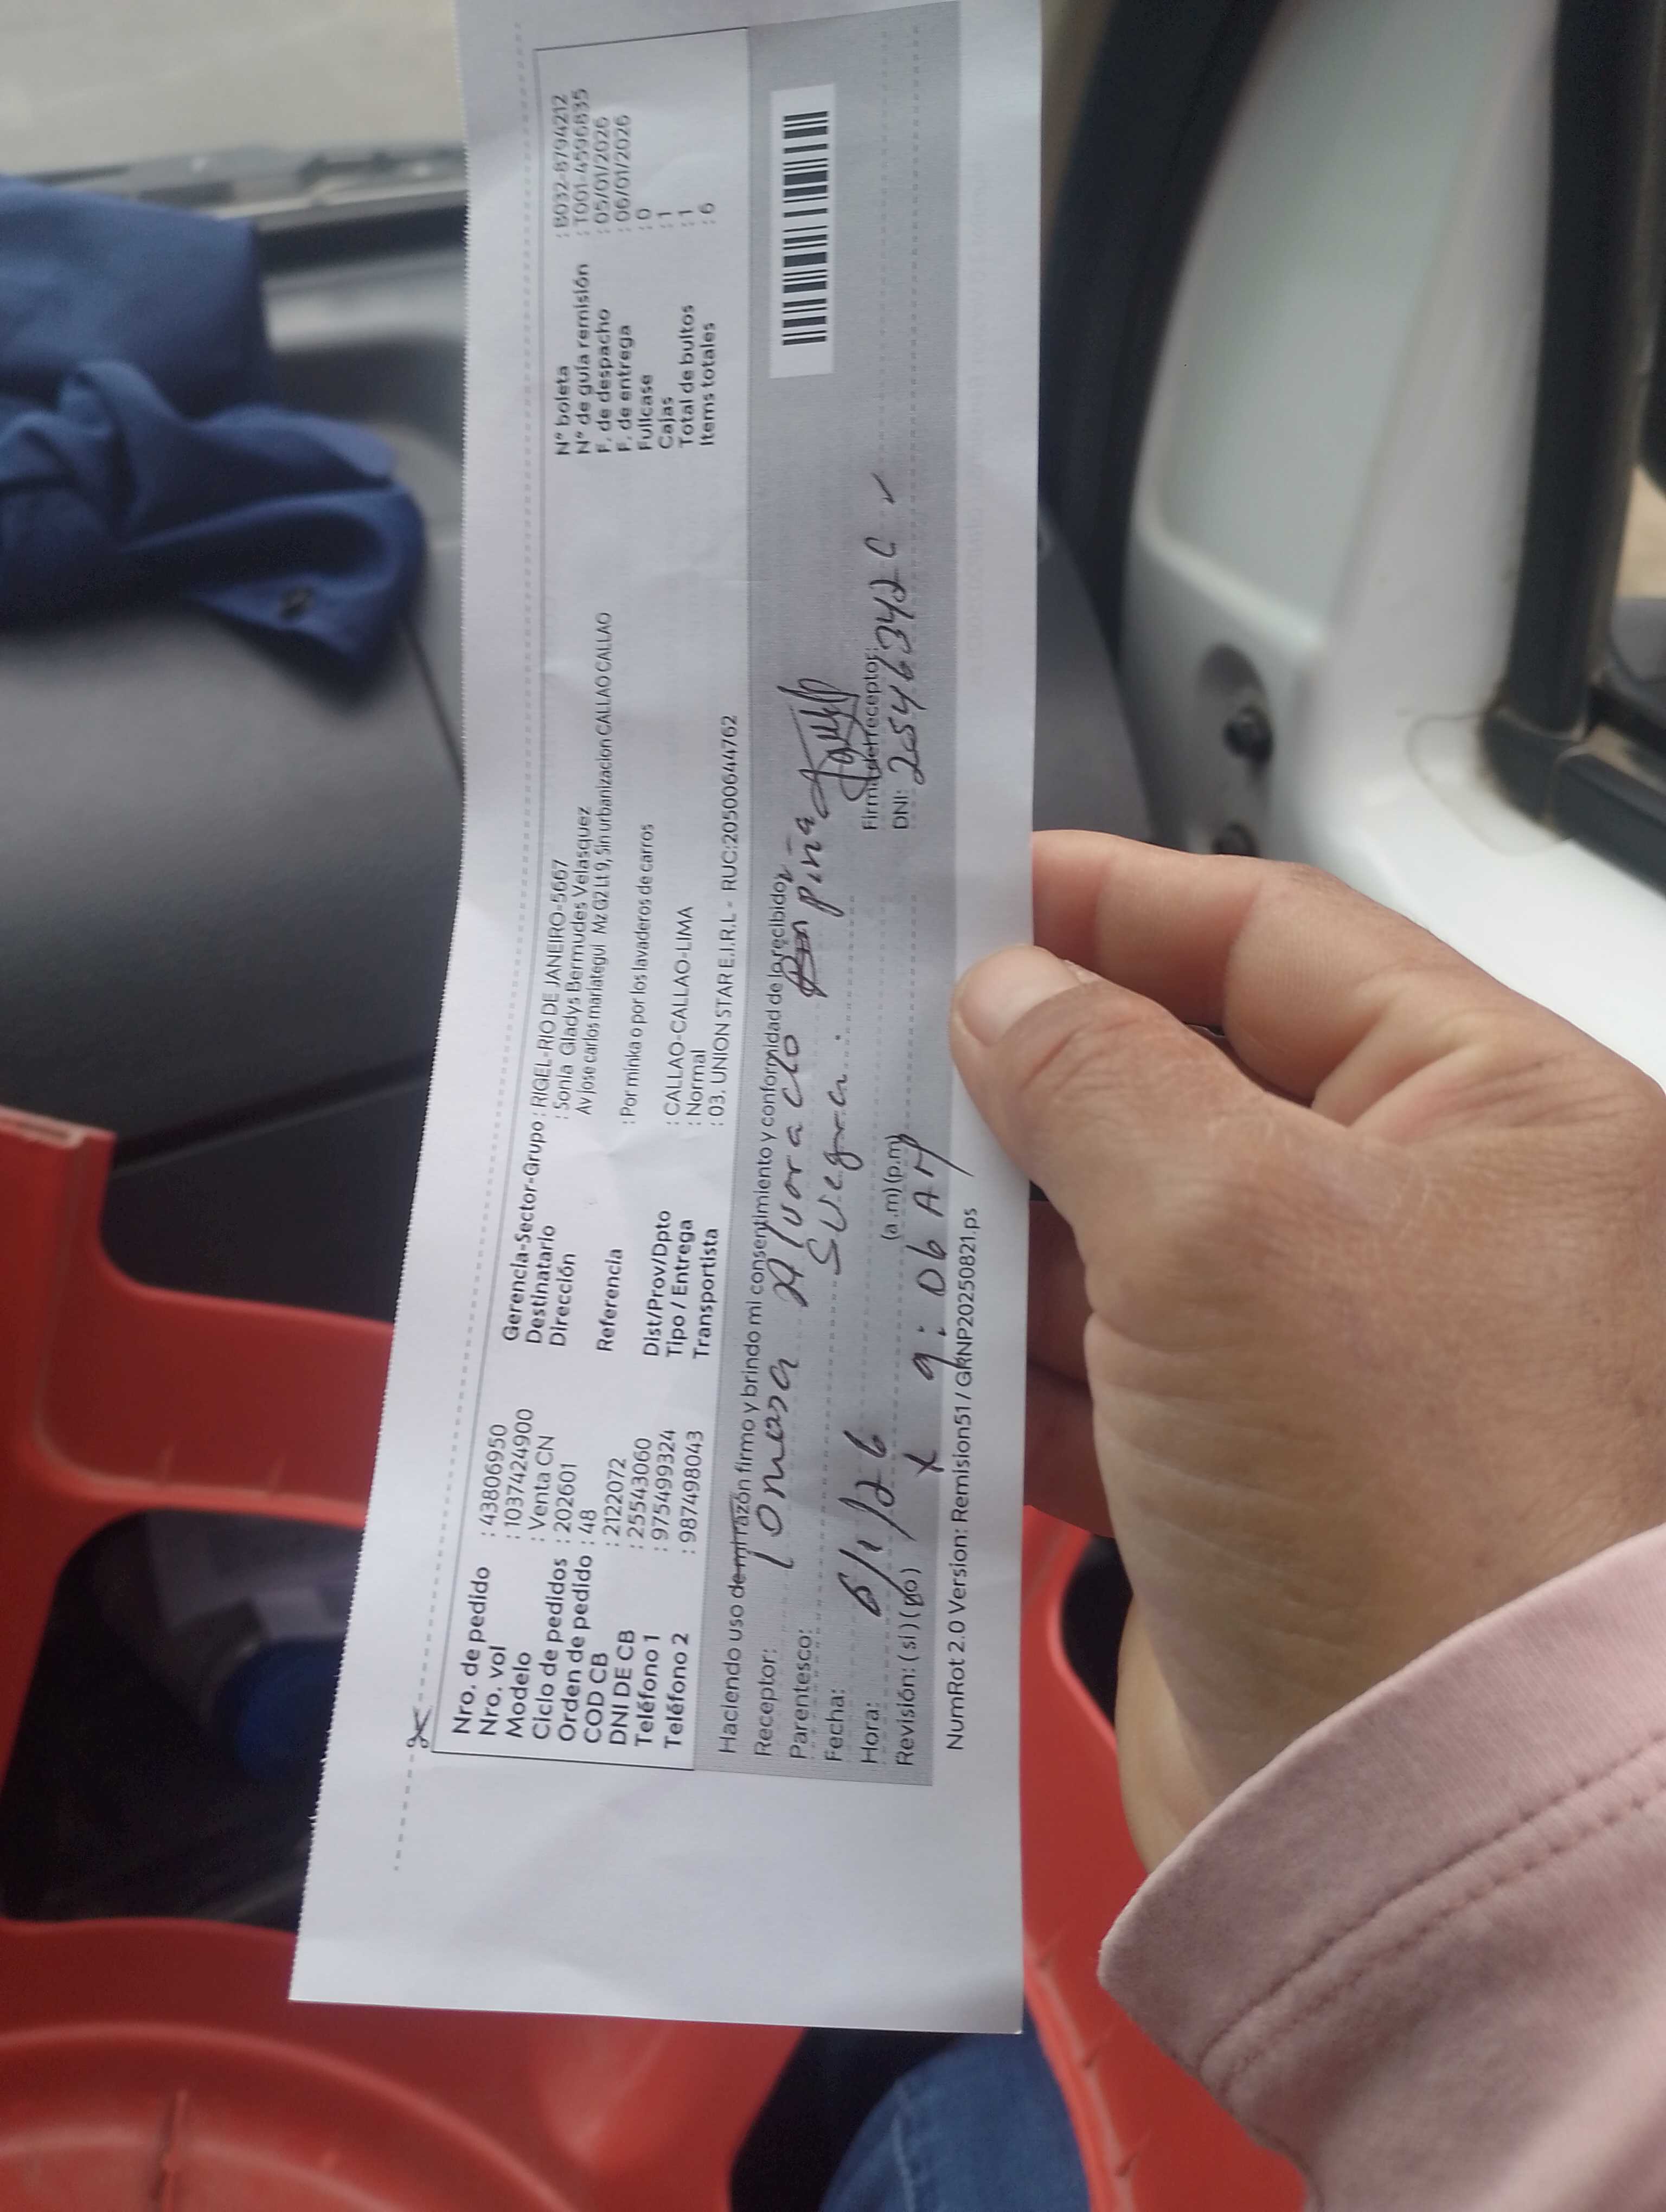 Nro. de pedido : 43806950
Nro. vol : 1037424900
Modelo : Venta CN
Ciclo de pedidos : 202601
Orden de pedido : 48
COD CB : 2122072
DNI DE CB : 25543060
Teléfono 1 : 975499324
Teléfono 2 : 987498043
Gerencia-Sector-Grupo : RIGEL-RIO DE JANEIRO-5667
Destinatario : Sonia Gladys Bermudes Velasquez
Dirección Av jose carlos mariategui Mz G2 Lt 9, Sin urbanizacion CALLAO CALLAO
Referencia : Por minka o por los lavaderos de carros
Dist/Prov/Dpto : CALLAO-CALLAO-LIMA
Tipo / Entrega : Normal
Transportista : 03. UNION STAR E.I.R.L - RUC:20500644762
N° boleta : B032-8794212
N° de guía remisión : T001-4596835
F. de despacho : 05/01/2026
F. de entrega : 06/01/2026
Fullcase : 0
Cajas : 1
Total de bultos : 1
Items totales : 6
Haciendo uso de mi razón firmo y brindo mi consentimiento y conformidad de lo recibido
Receptor: Tomasa Alvarado piña
Parentesco: Suegra.
Fecha: 6/1/26
Hora: 9:06 AM (a.m) (p.m)
Revisión: ( si ) ( no ) x
Firma del receptor:
DNI: 25463426
NumRot 2.0 Version: Remision51 / GRNP20250821.ps